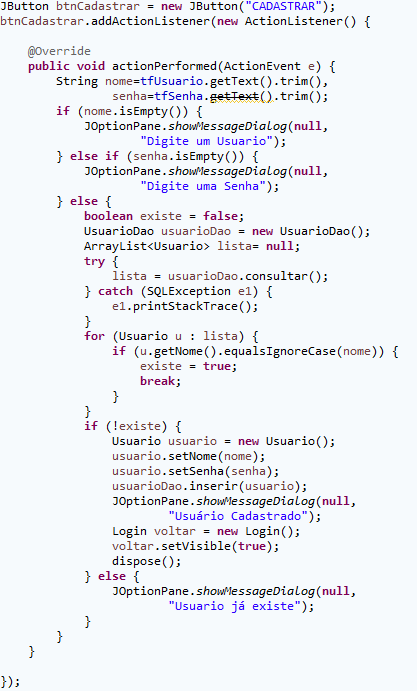 JButton btnCadastrar = new JButton("CADASTRAR");
btnCadastrar.addActionListener(new ActionListener() {
@Override
public void actionPerformed(ActionEvent e) {
String nome=tfUsuario.getText().trim(),
senha=tfSenha.getText().trim();
if (nome.isEmpty()) {
JOptionPane.showMessageDialog(null,
"Digite um Usuario");
} else if (senha.isEmpty()) {
JOptionPane.showMessageDialog(null,
"Digite uma Senha");
} else {
boolean existe = false;
UsuarioDao usuarioDao = new UsuarioDao();
ArrayList<Usuario> lista= null;
try {
lista = usuarioDao.consultar();
} catch (SQLException e1) {
e1.printStackTrace();
}
for (Usuario u : lista) {
if (u.getNome().equalsIgnoreCase(nome)) {
existe = true;
break;
}
}
if (!existe) {
Usuario usuario = new Usuario();
usuario.setNome(nome);
usuario.setSenha(senha);
usuarioDao.inserir(usuario);
JOptionPane.showMessageDialog(null,
"Usuário Cadastrado");
Login voltar = new Login();
voltar.setVisible(true);
dispose();
} else {
JOptionPane.showMessageDialog(null,
"Usuario já existe");
}
}
}
});